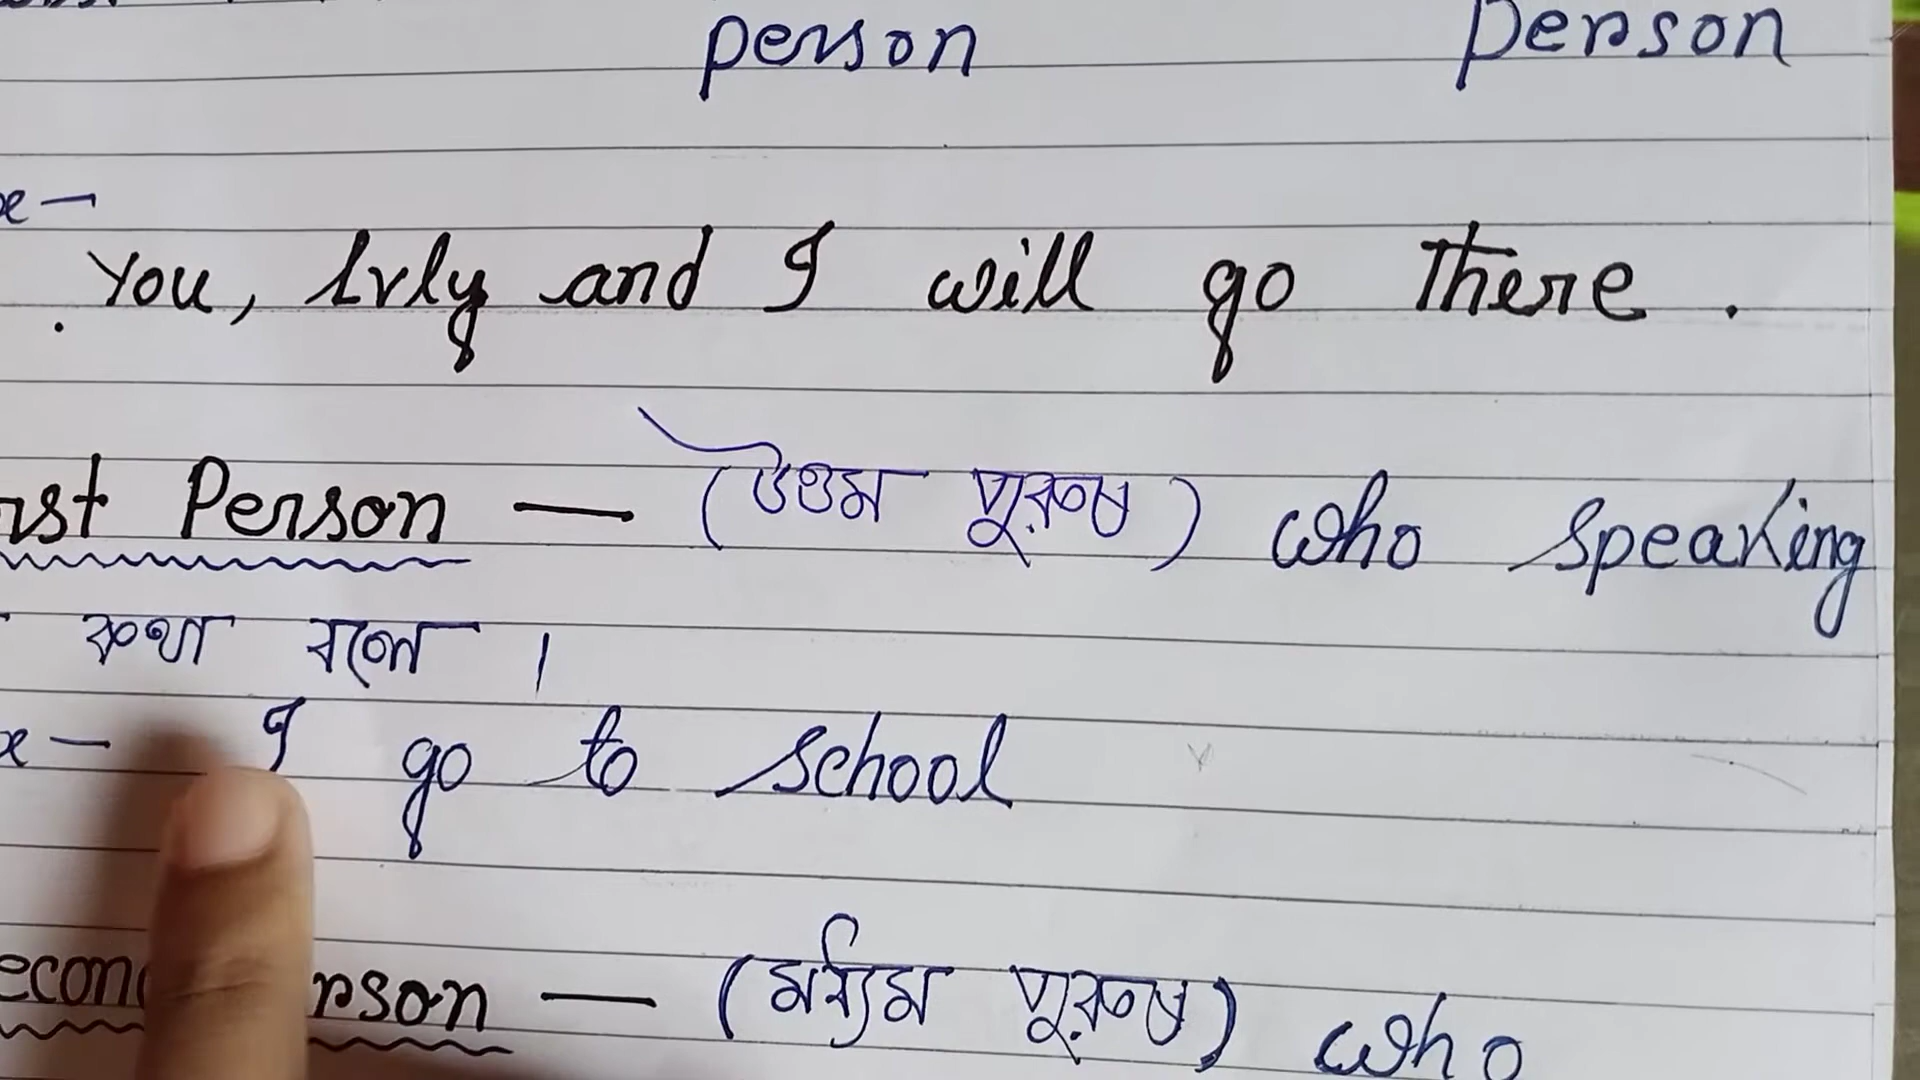 person person
You, lvly and I will go There.
Person — (উত্তম পুরুষ) who speaking
কথা বলে।
I go to school
(মধ্যম পুরুষ) who